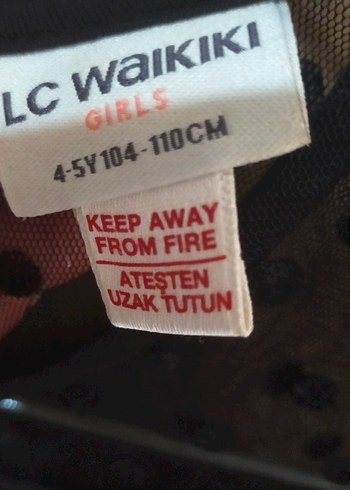 LC WAIKIKI
GIRLS
4-5Y 104-110CM
KEEP AWAY
FROM FIRE
ATEŞTEN
UZAK TUTUN